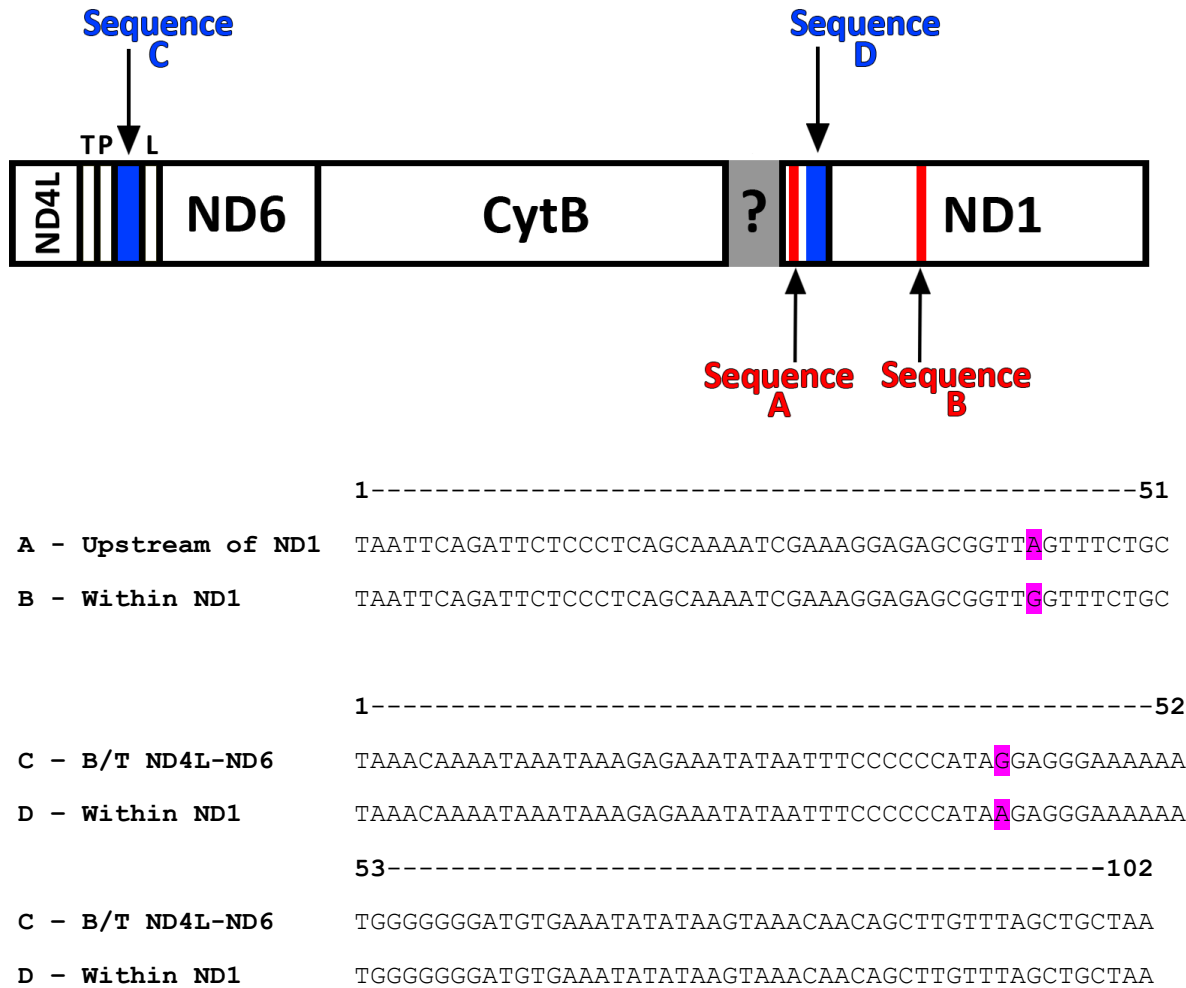 Sequence C
Sequence D
T P L
ND4L ND6 CytB ? ND1
Sequence A
Sequence B
1-----------------------------------------------51
A - Upstream of ND1 TAATTCAGATTCTCCCTCAGCAAAATCGAAAGGAGAGCGGTTAGTTTCTGC
B - Within ND1 TAATTCAGATTCTCCCTCAGCAAAATCGAAAGGAGAGCGGTTGGTTTCTGC
1------------------------------------------------52
C – B/T ND4L-ND6 TAAACAAAATAAATAAAGAGAAATATAATTTCCCCCCATAGGAGGGAAAAAA
D – Within ND1 TAAACAAAATAAATAAAGAGAAATATAATTTCCCCCCATAAGAGGGAAAAAA
53---------------------------------------------102
C – B/T ND4L-ND6 TGGGGGGGATGTGAAATATATAAGTAAACAACAGCTTGTTTAGCTGCTAA
D – Within ND1 TGGGGGGGATGTGAAATATATAAGTAAACAACAGCTTGTTTAGCTGCTAA